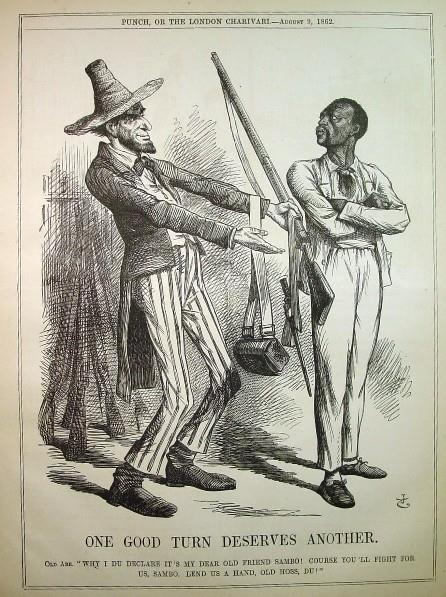 PUNCH, OR THE LONDON CHARIVARI.—August 9, 1862.
ONE GOOD TURN DESERVES ANOTHER.
Old Abe. "WHY I DU DECLARE IT'S MY DEAR OLD FRIEND SAMBO! COURSE YOU'LL FIGHT FOR
US, SAMBO. LEND US A HAND, OLD HOSS, DU!"